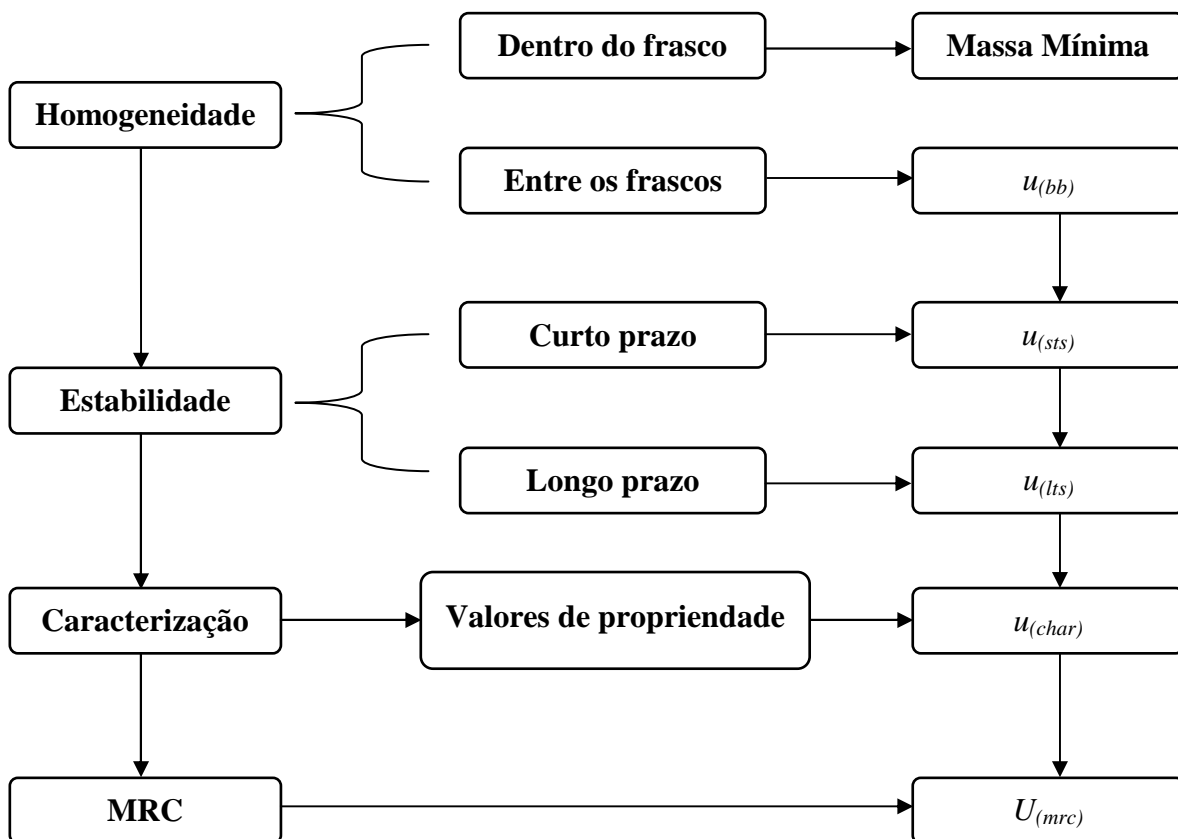 Dentro do frasco
Massa Mínima
Homogeneidade
Entre os frascos
u(bb)
Curto prazo
u(sts)
Estabilidade
Longo prazo
u(lts)
Caracterização
Valores de propriendade
u(char)
MRC
U(mrc)